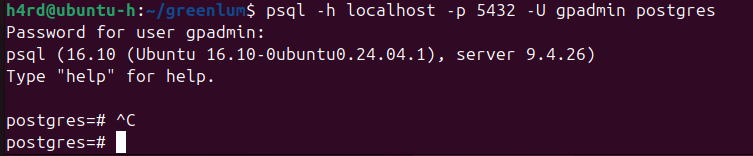 h4rd@ubuntu-h:~/greenlum$ psql -h localhost -p 5432 -U gpadmin postgres
Password for user gpadmin:
psql (16.10 (Ubuntu 16.10-0ubuntu0.24.04.1), server 9.4.26)
Type "help" for help.
postgres=# ^C
postgres=#